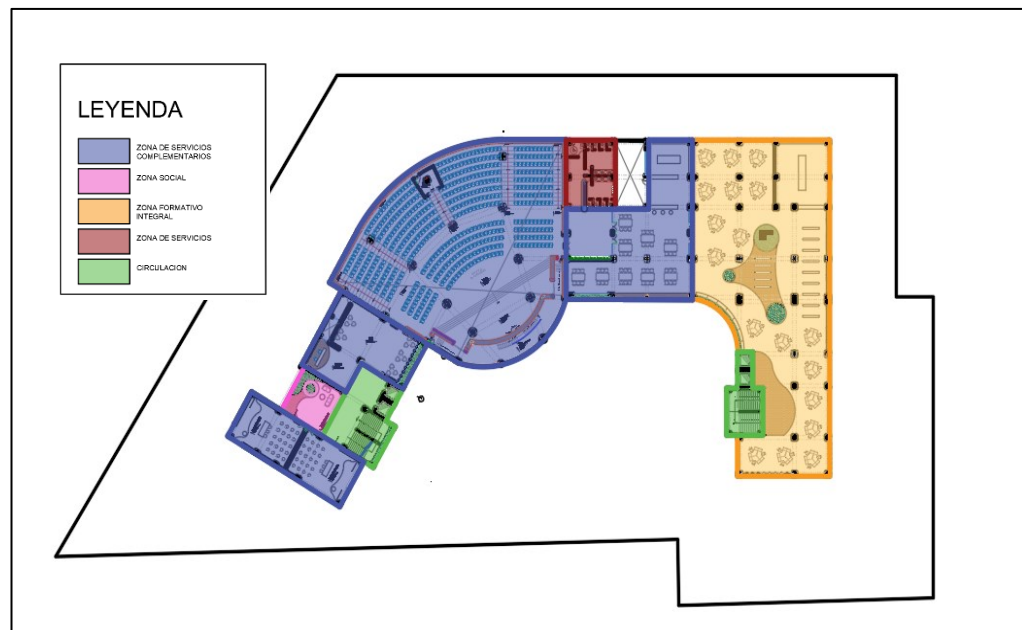 LEYENDA
ZONA DE SERVICIOS
COMPLEMENTARIOS
ZONA SOCIAL
ZONA FORMATIVO
INTEGRAL
ZONA DE SERVICIOS
CIRCULACION